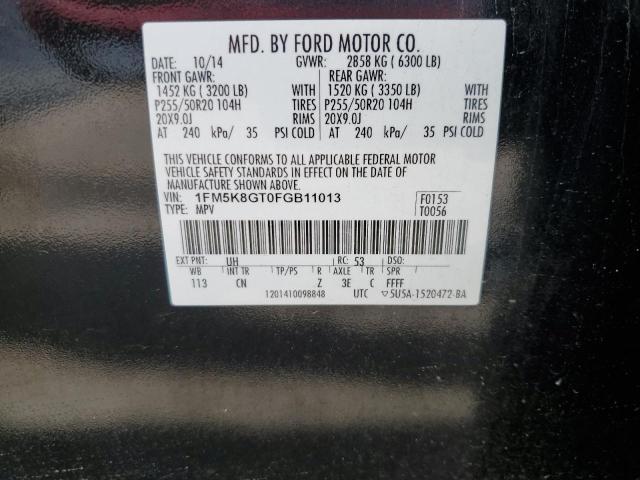 MFD. BY FORD MOTOR CO.
DATE: 10/14 GVWR: 2858 KG ( 6300 LB)
FRONT GAWR: REAR GAWR:
1452 KG ( 3200 LB) WITH 1520 KG ( 3350 LB) WITH
P255/50R20 104H TIRES P255/50R20 104H TIRES
20X9.0J RIMS 20X9.0J RIMS
AT 240 kPa/ 35 PSI COLD AT 240 kPa/ 35 PSI COLD
THIS VEHICLE CONFORMS TO ALL APPLICABLE FEDERAL MOTOR
VEHICLE SAFETY STANDARDS IN EFFECT ON THE DATE OF
MANUFACTURE SHOWN ABOVE.
VIN: 1FM5K8GT0FGB11013 F0153
TYPE: MPV T0056
EXT PNT: UH RC: 53 DSO:
WB INT TR TP/PS R AXLE TR SPR
113 CN Z 3E C FFFF
1201410098848 UTC ▽5U5A-1520472-BA